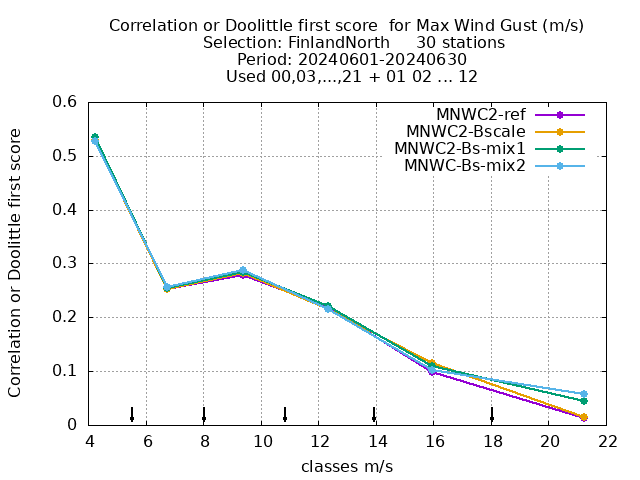 Correlation or Doolittle first score  for Max Wind Gust (m/s)
Selection: FinlandNorth     30 stations
Period: 20240601-20240630
Used 00,03,...,21 + 01 02 ... 12
MNWC2-ref
MNWC2-Bscale
MNWC2-Bs-mix1
MNWC-Bs-mix2
Correlation or Doolittle first score
0.6
0.5
0.4
0.3
0.2
0.1
0
4 6 8 10 12 14 16 18 20 22
classes m/s